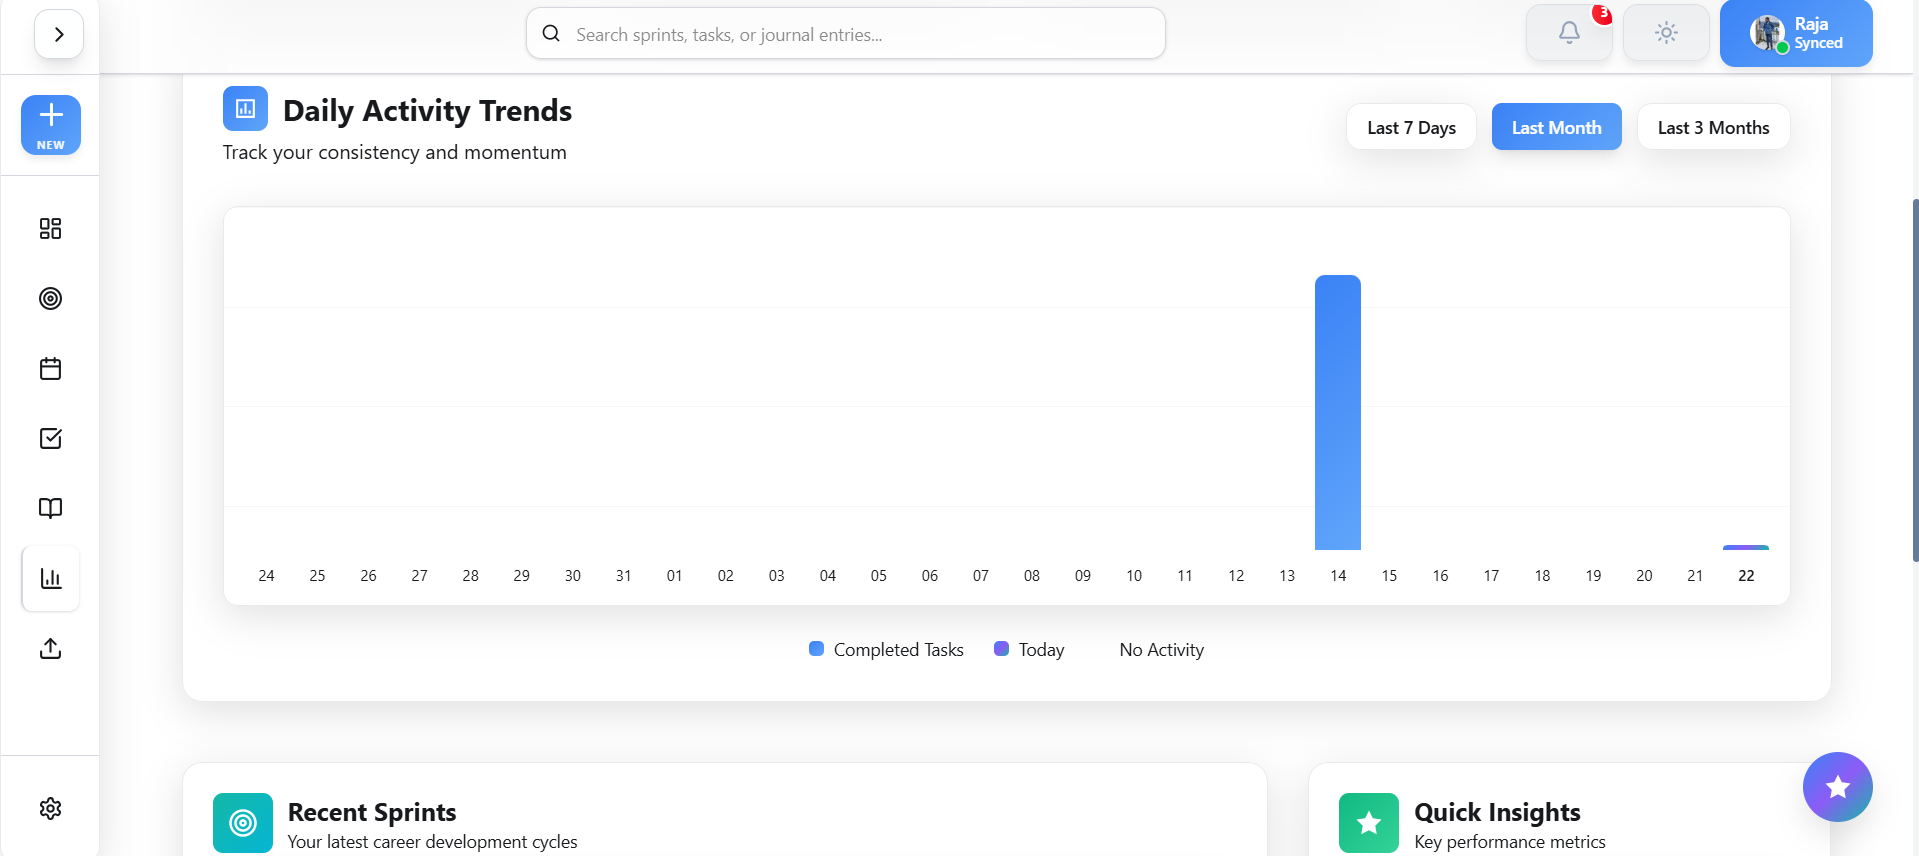 Search sprints, tasks, or journal entries...
3
Raja
Synced
NEW
Daily Activity Trends
Track your consistency and momentum
Last 7 Days
Last Month
Last 3 Months
24 25 26 27 28 29 30 31 01 02 03 04 05 06 07 08 09 10 11 12 13 14 15 16 17 18 19 20 21 22
Completed Tasks
Today
No Activity
Recent Sprints
Your latest career development cycles
Quick Insights
Key performance metrics